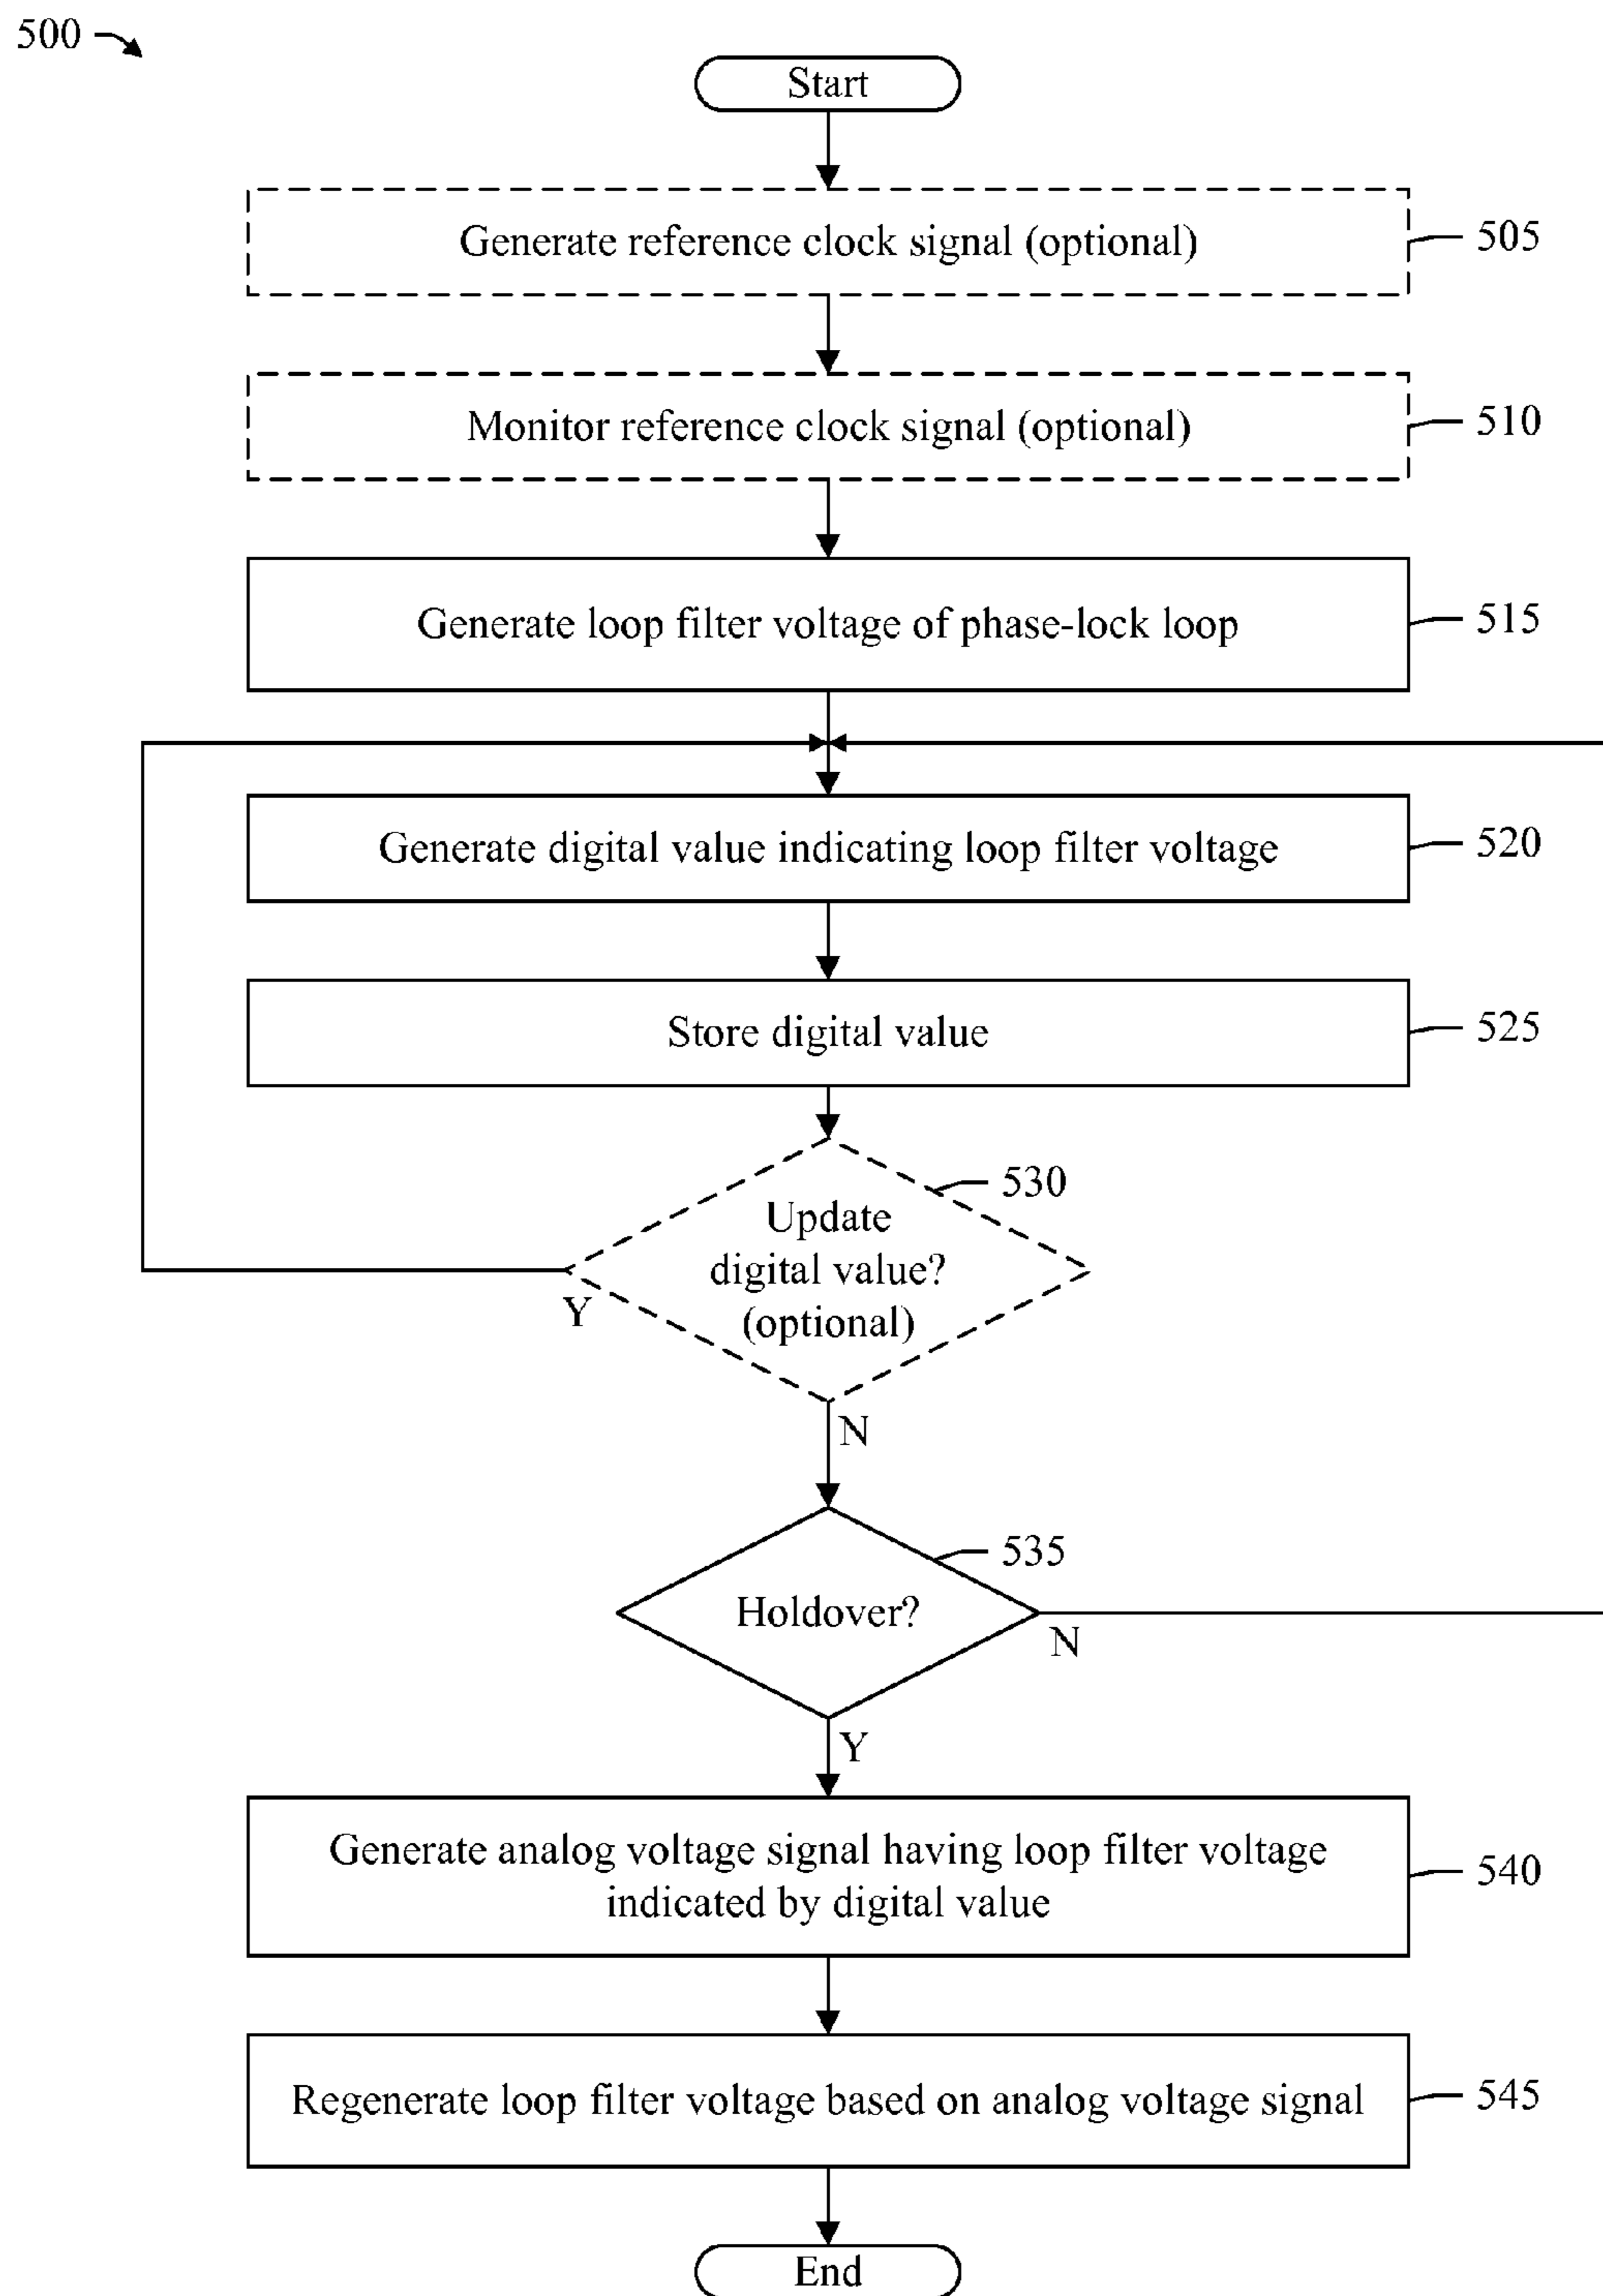 500
Start
Generate reference clock signal (optional)
505
Monitor reference clock signal (optional)
510
Generate loop filter voltage of phase-lock loop
515
Generate digital value indicating loop filter voltage
520
Store digital value
525
530
Update
digital value?
(optional)
Y
N
535
Holdover?
N
Y
Generate analog voltage signal having loop filter voltage
indicated by digital value
540
Regenerate loop filter voltage based on analog voltage signal
545
End